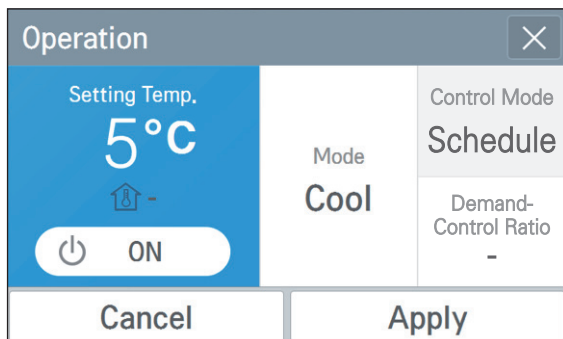 Operation
Setting Temp.
5°C
-
ON
Mode
Cool
Control Mode
Schedule
Demand-
Control Ratio
-
Cancel
Apply